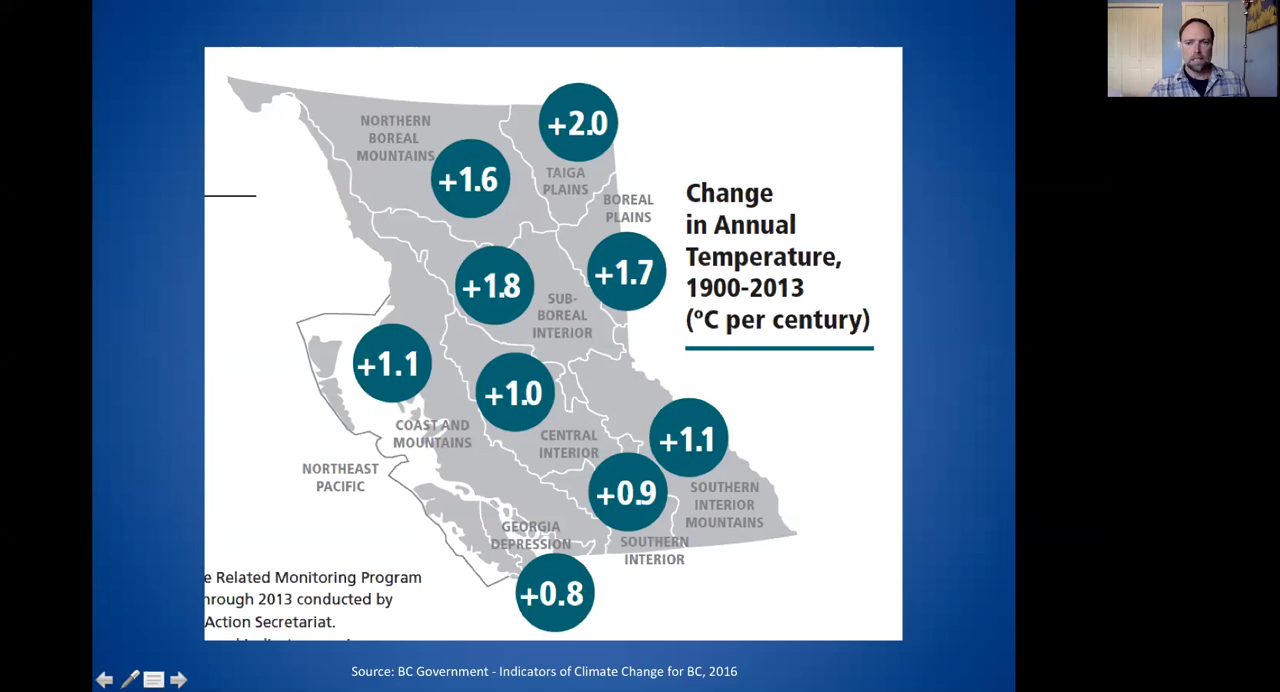 NORTHERN
BOREAL
MOUNTAINS
+2.0
+1.6
TAIGA
PLAINS
BOREAL
PLAINS
Change
in Annual
Temperature,
1900-2013
(ºC per century)
+1.8
+1.7
SUB-
BOREAL
INTERIOR
+1.1
+1.0
COAST AND
MOUNTAINS
CENTRAL
INTERIOR
+1.1
NORTHEAST
PACIFIC
+0.9
SOUTHERN
INTERIOR
MOUNTAINS
GEORGIA
DEPRESSION
SOUTHERN
INTERIOR
+0.8
e Related Monitoring Program
hrough 2013 conducted by
Action Secretariat.
Source: BC Government - Indicators of Climate Change for BC, 2016